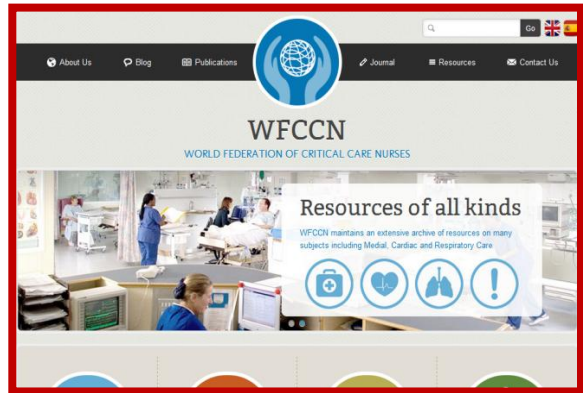 Go
About Us
Blog
Publications
Journal
Resources
Contact Us
WFCCN
WORLD FEDERATION OF CRITICAL CARE NURSES
Resources of all kinds
WFCCN maintains an extensive archive of resources on many
subjects including Medial, Cardiac and Respiratory Care